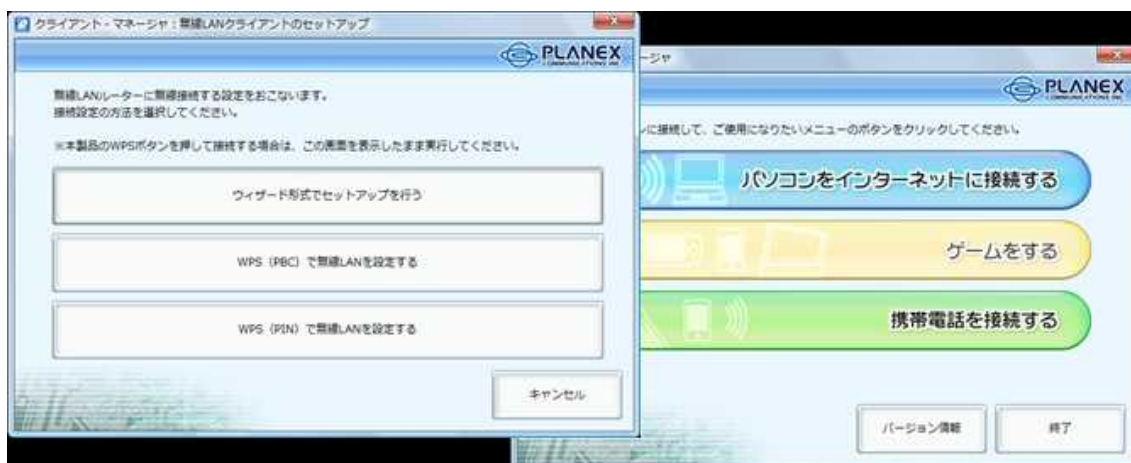 クライアント・マネージャ：無線LANクライアントのセットアップ
PLANEX
COMMUNICATIONS INC.
無線LANルーターに無線接続する設定をおこないます。
接続設定の方法を選択してください。
※本製品のWPSボタンを押して接続する場合は、この画面を表示したまま実行してください。
ウィザード形式でセットアップを行う
WPS（PBC）で無線LANを設定する
WPS（PIN）で無線LANを設定する
キャンセル
ージャ
PLANEX
COMMUNICATIONS INC.
ンに接続して、ご使用になりたいメニューのボタンをクリックしてください。
パソコンをインターネットに接続する
ゲームをする
携帯電話を接続する
バージョン情報
終了